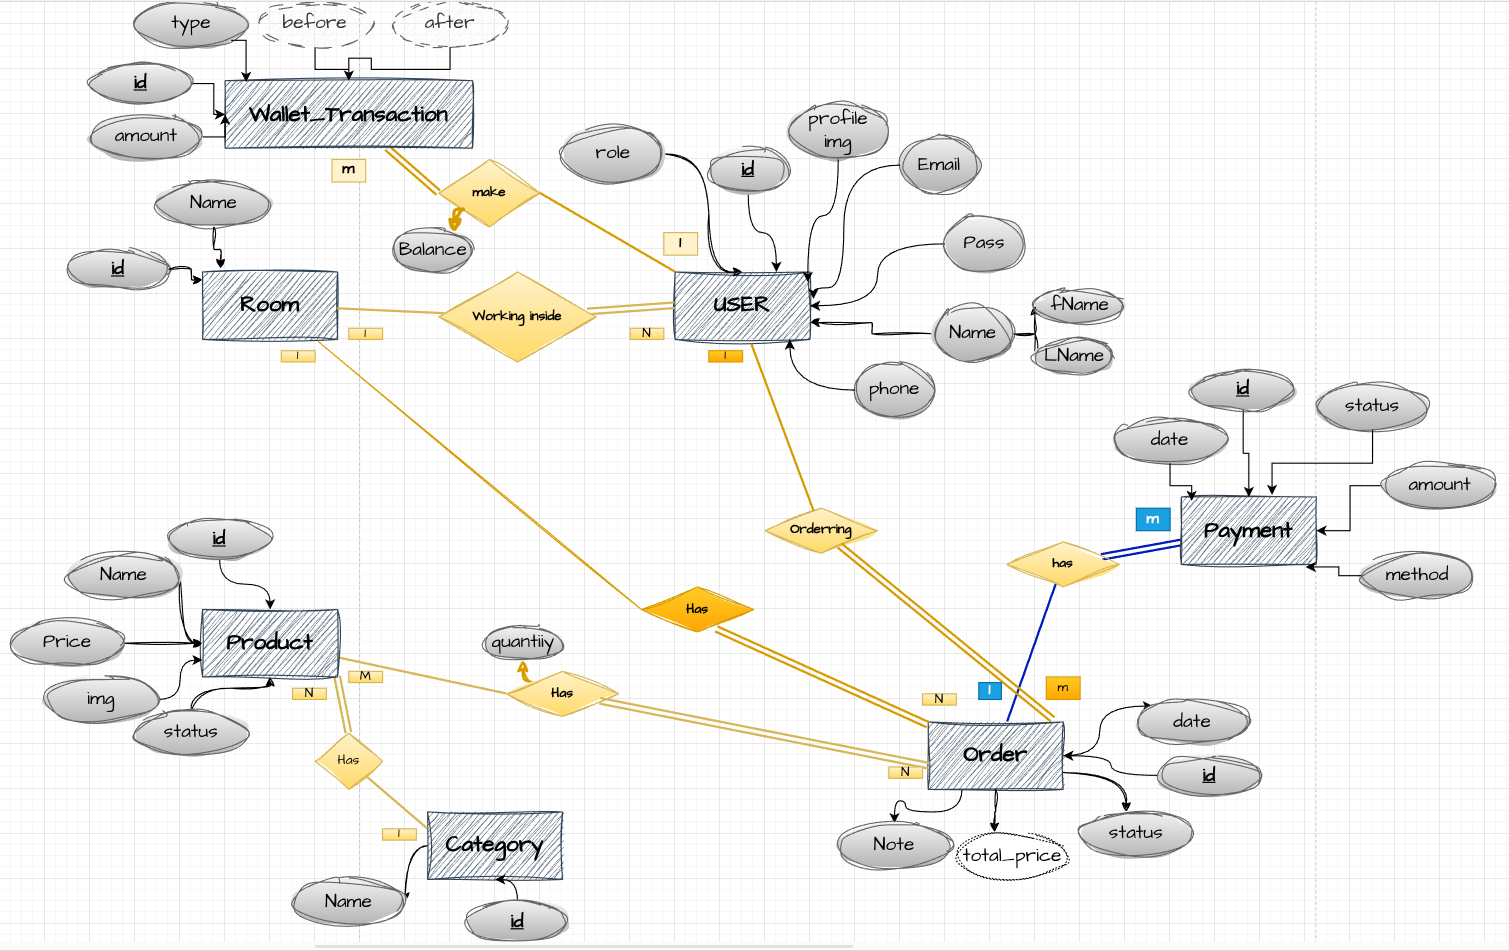 type
before
after
id
Wallet_Transaction
amount
m
make
Balance
role
id
profile
img
Email
Pass
Name
fName
LName
phone
1
USER
Name
id
Room
Working inside
1
N
1
1
id
status
date
amount
m
Payment
method
has
Orderring
Has
id
Name
Price
Product
img
status
N
M
quantiiy
Has
Has
N
1
m
N
Order
date
id
status
Note
total_price
1
Category
Name
id